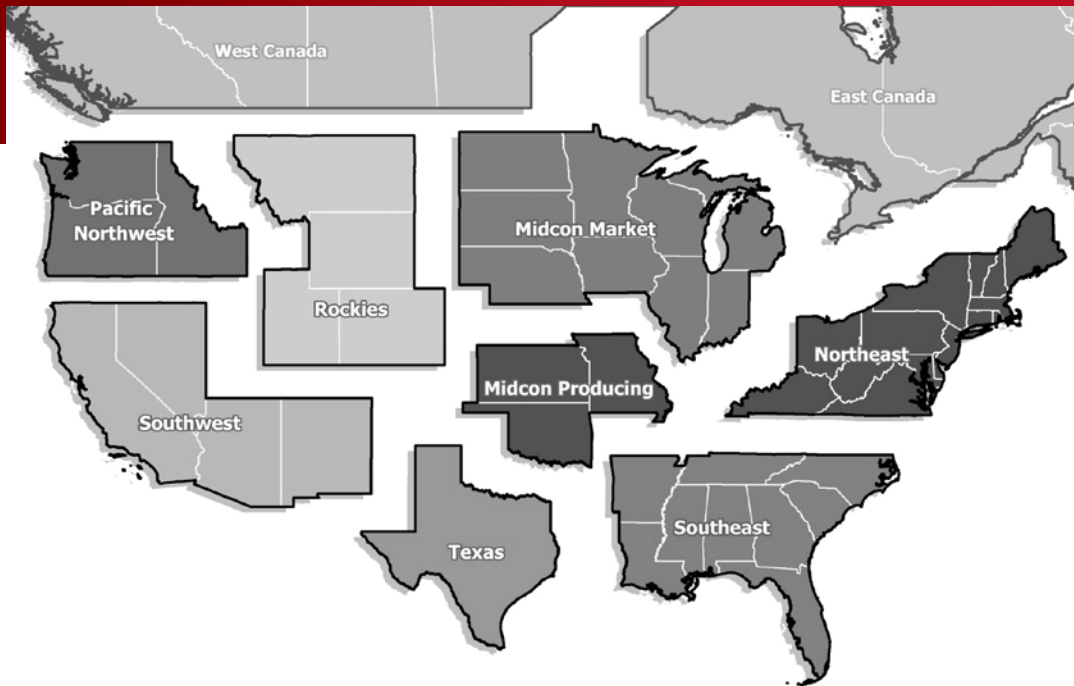 West Canada
East Canada
Pacific
Northwest
Midcon Market
Rockies
Northeast
Midcon Producing
Southwest
Southeast
Texas